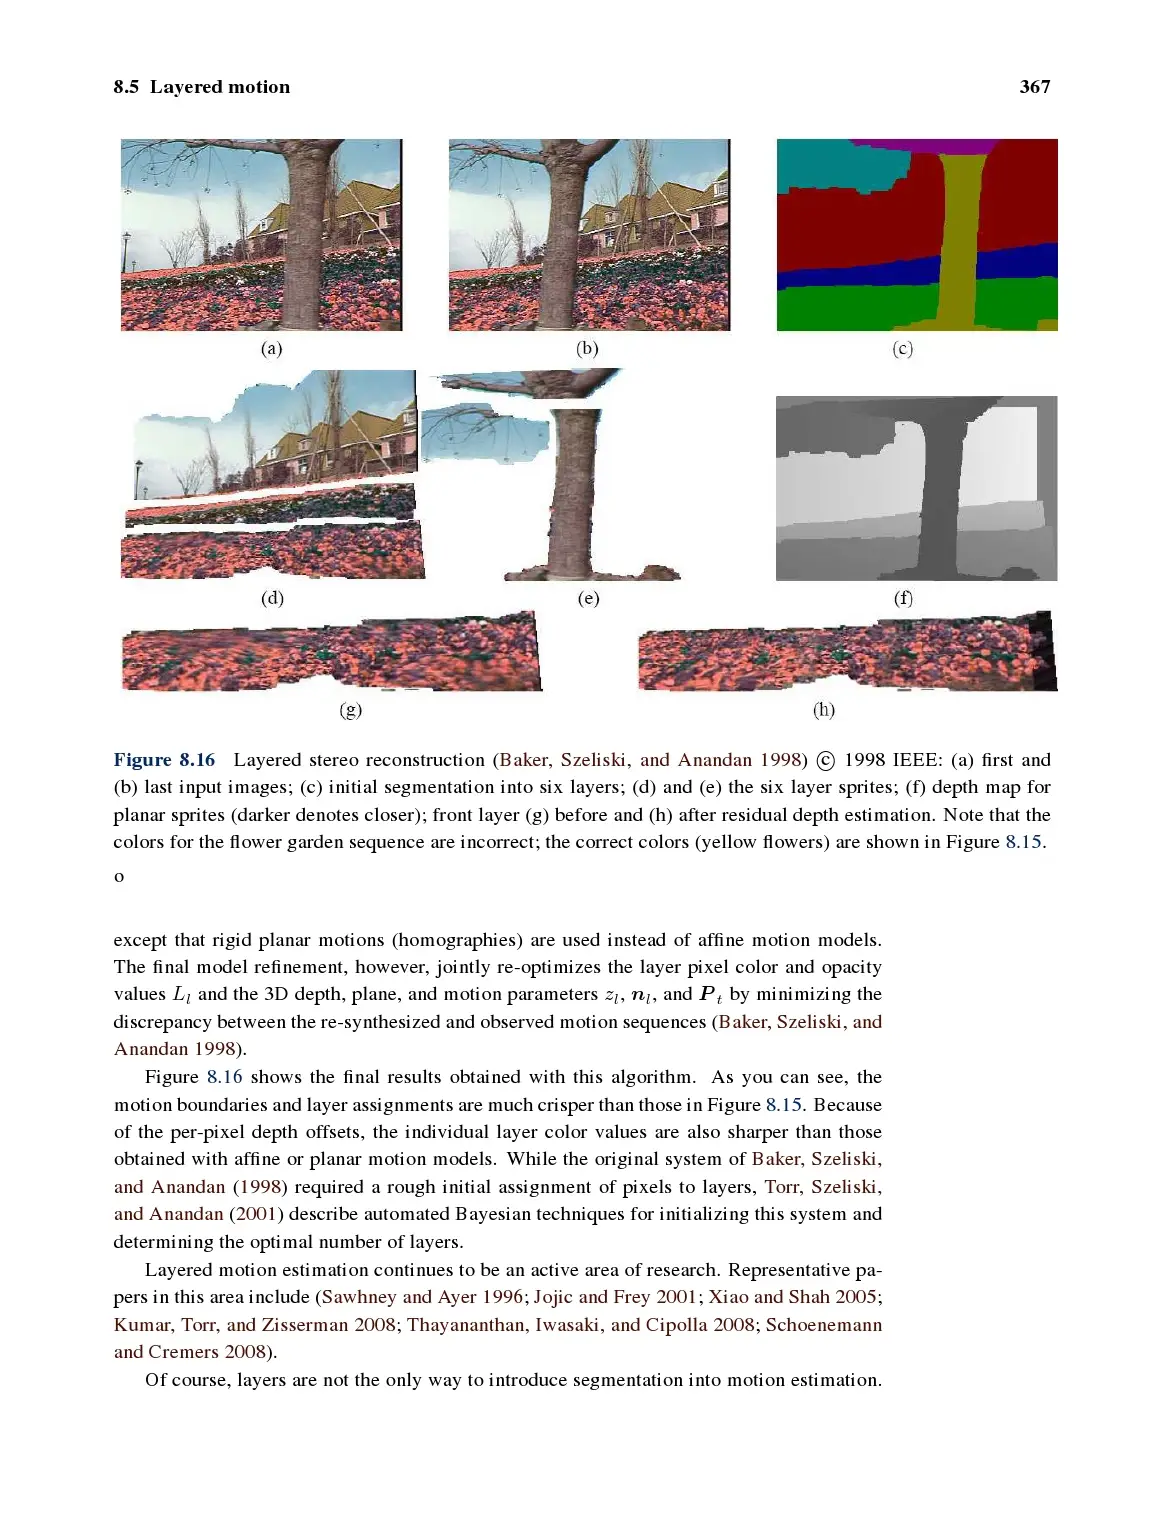 8.5 Layered motion 367
(a) (b) (c)
(d) (e) (f)
(g) (h)
Figure 8.16 Layered stereo reconstruction (Baker, Szeliski, and Anandan 1998) © 1998 IEEE: (a) first and
(b) last input images; (c) initial segmentation into six layers; (d) and (e) the six layer sprites; (f) depth map for
planar sprites (darker denotes closer); front layer (g) before and (h) after residual depth estimation. Note that the
colors for the flower garden sequence are incorrect; the correct colors (yellow flowers) are shown in Figure 8.15.
o
except that rigid planar motions (homographies) are used instead of affine motion models.
The final model refinement, however, jointly re-optimizes the layer pixel color and opacity
values L_l and the 3D depth, plane, and motion parameters z_l, n_l, and P_t by minimizing the
discrepancy between the re-synthesized and observed motion sequences (Baker, Szeliski, and
Anandan 1998).
Figure 8.16 shows the final results obtained with this algorithm. As you can see, the
motion boundaries and layer assignments are much crisper than those in Figure 8.15. Because
of the per-pixel depth offsets, the individual layer color values are also sharper than those
obtained with affine or planar motion models. While the original system of Baker, Szeliski,
and Anandan (1998) required a rough initial assignment of pixels to layers, Torr, Szeliski,
and Anandan (2001) describe automated Bayesian techniques for initializing this system and
determining the optimal number of layers.
Layered motion estimation continues to be an active area of research. Representative pa-
pers in this area include (Sawhney and Ayer 1996; Jojic and Frey 2001; Xiao and Shah 2005;
Kumar, Torr, and Zisserman 2008; Thayananthan, Iwasaki, and Cipolla 2008; Schoenemann
and Cremers 2008).
Of course, layers are not the only way to introduce segmentation into motion estimation.